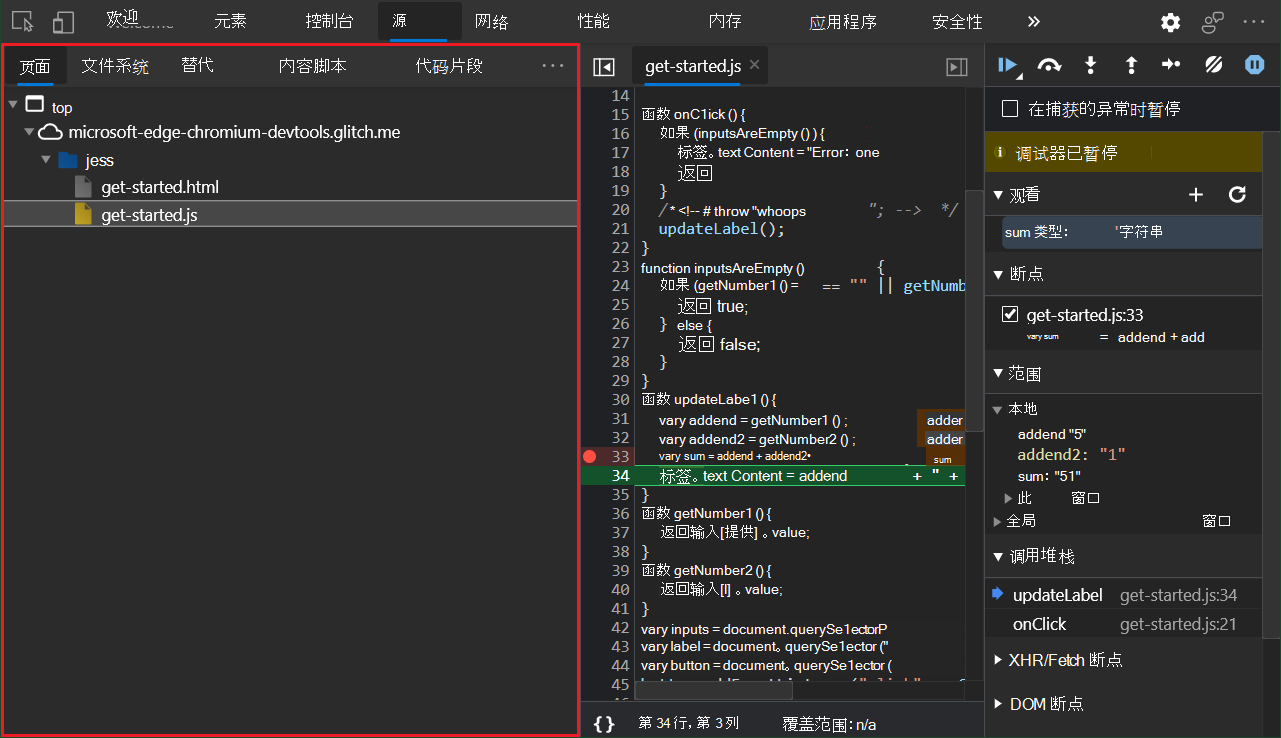 欢迎 元素 控制台 源 网络 性能 内存 应用程序 安全性 »
页面 文件系统 替代 内容脚本 代码片段 ···
top
microsoft-edge-chromium-devtools.glitch.me
jess
get-started.html
get-started.js
get-started.js ×
14
15 函数 onC1ick () {
16 如果 (inputsAreEmpty () ) {
17 标签。text Content = "Error：one
18 返回
19 }
20 /* <!-- # throw "whoops "; --> */
21 updateLabel();
22 }
23 function inputsAreEmpty () {
24 如果 (getNumber1 () = == "" || getNumb
25 返回 true;
26 } else {
27 返回 false;
28 }
29 }
30 函数 updateLabe1 () {
31 vary addend = getNumber1 () ; adder
32 vary addend2 = getNumber2 () ; adder
33 vary sum = addend + addend2• sum
34 标签。text Content = addend + " +
35 }
36 函数 getNumber1 () {
37 返回输入[提供] 。value;
38 }
39 函数 getNumber2 () {
40 返回输入[l] 。value;
41 }
42 vary inputs = document.querySe1ectorP
43 vary label = document。querySe1ector ("
44 vary button = document。querySe1ector (
45
{} 第 34 行, 第 3 列 覆盖范围: n/a
在捕获的异常时暂停
调试器已暂停
观看
sum 类型： '字符串
断点
get-started.js:33
vary sum = addend + add
范围
本地
addend "5"
addend2: "1"
sum："51"
此 窗口
全局 窗口
调用堆栈
updateLabel get-started.js:34
onClick get-started.js:21
XHR/Fetch 断点
DOM 断点